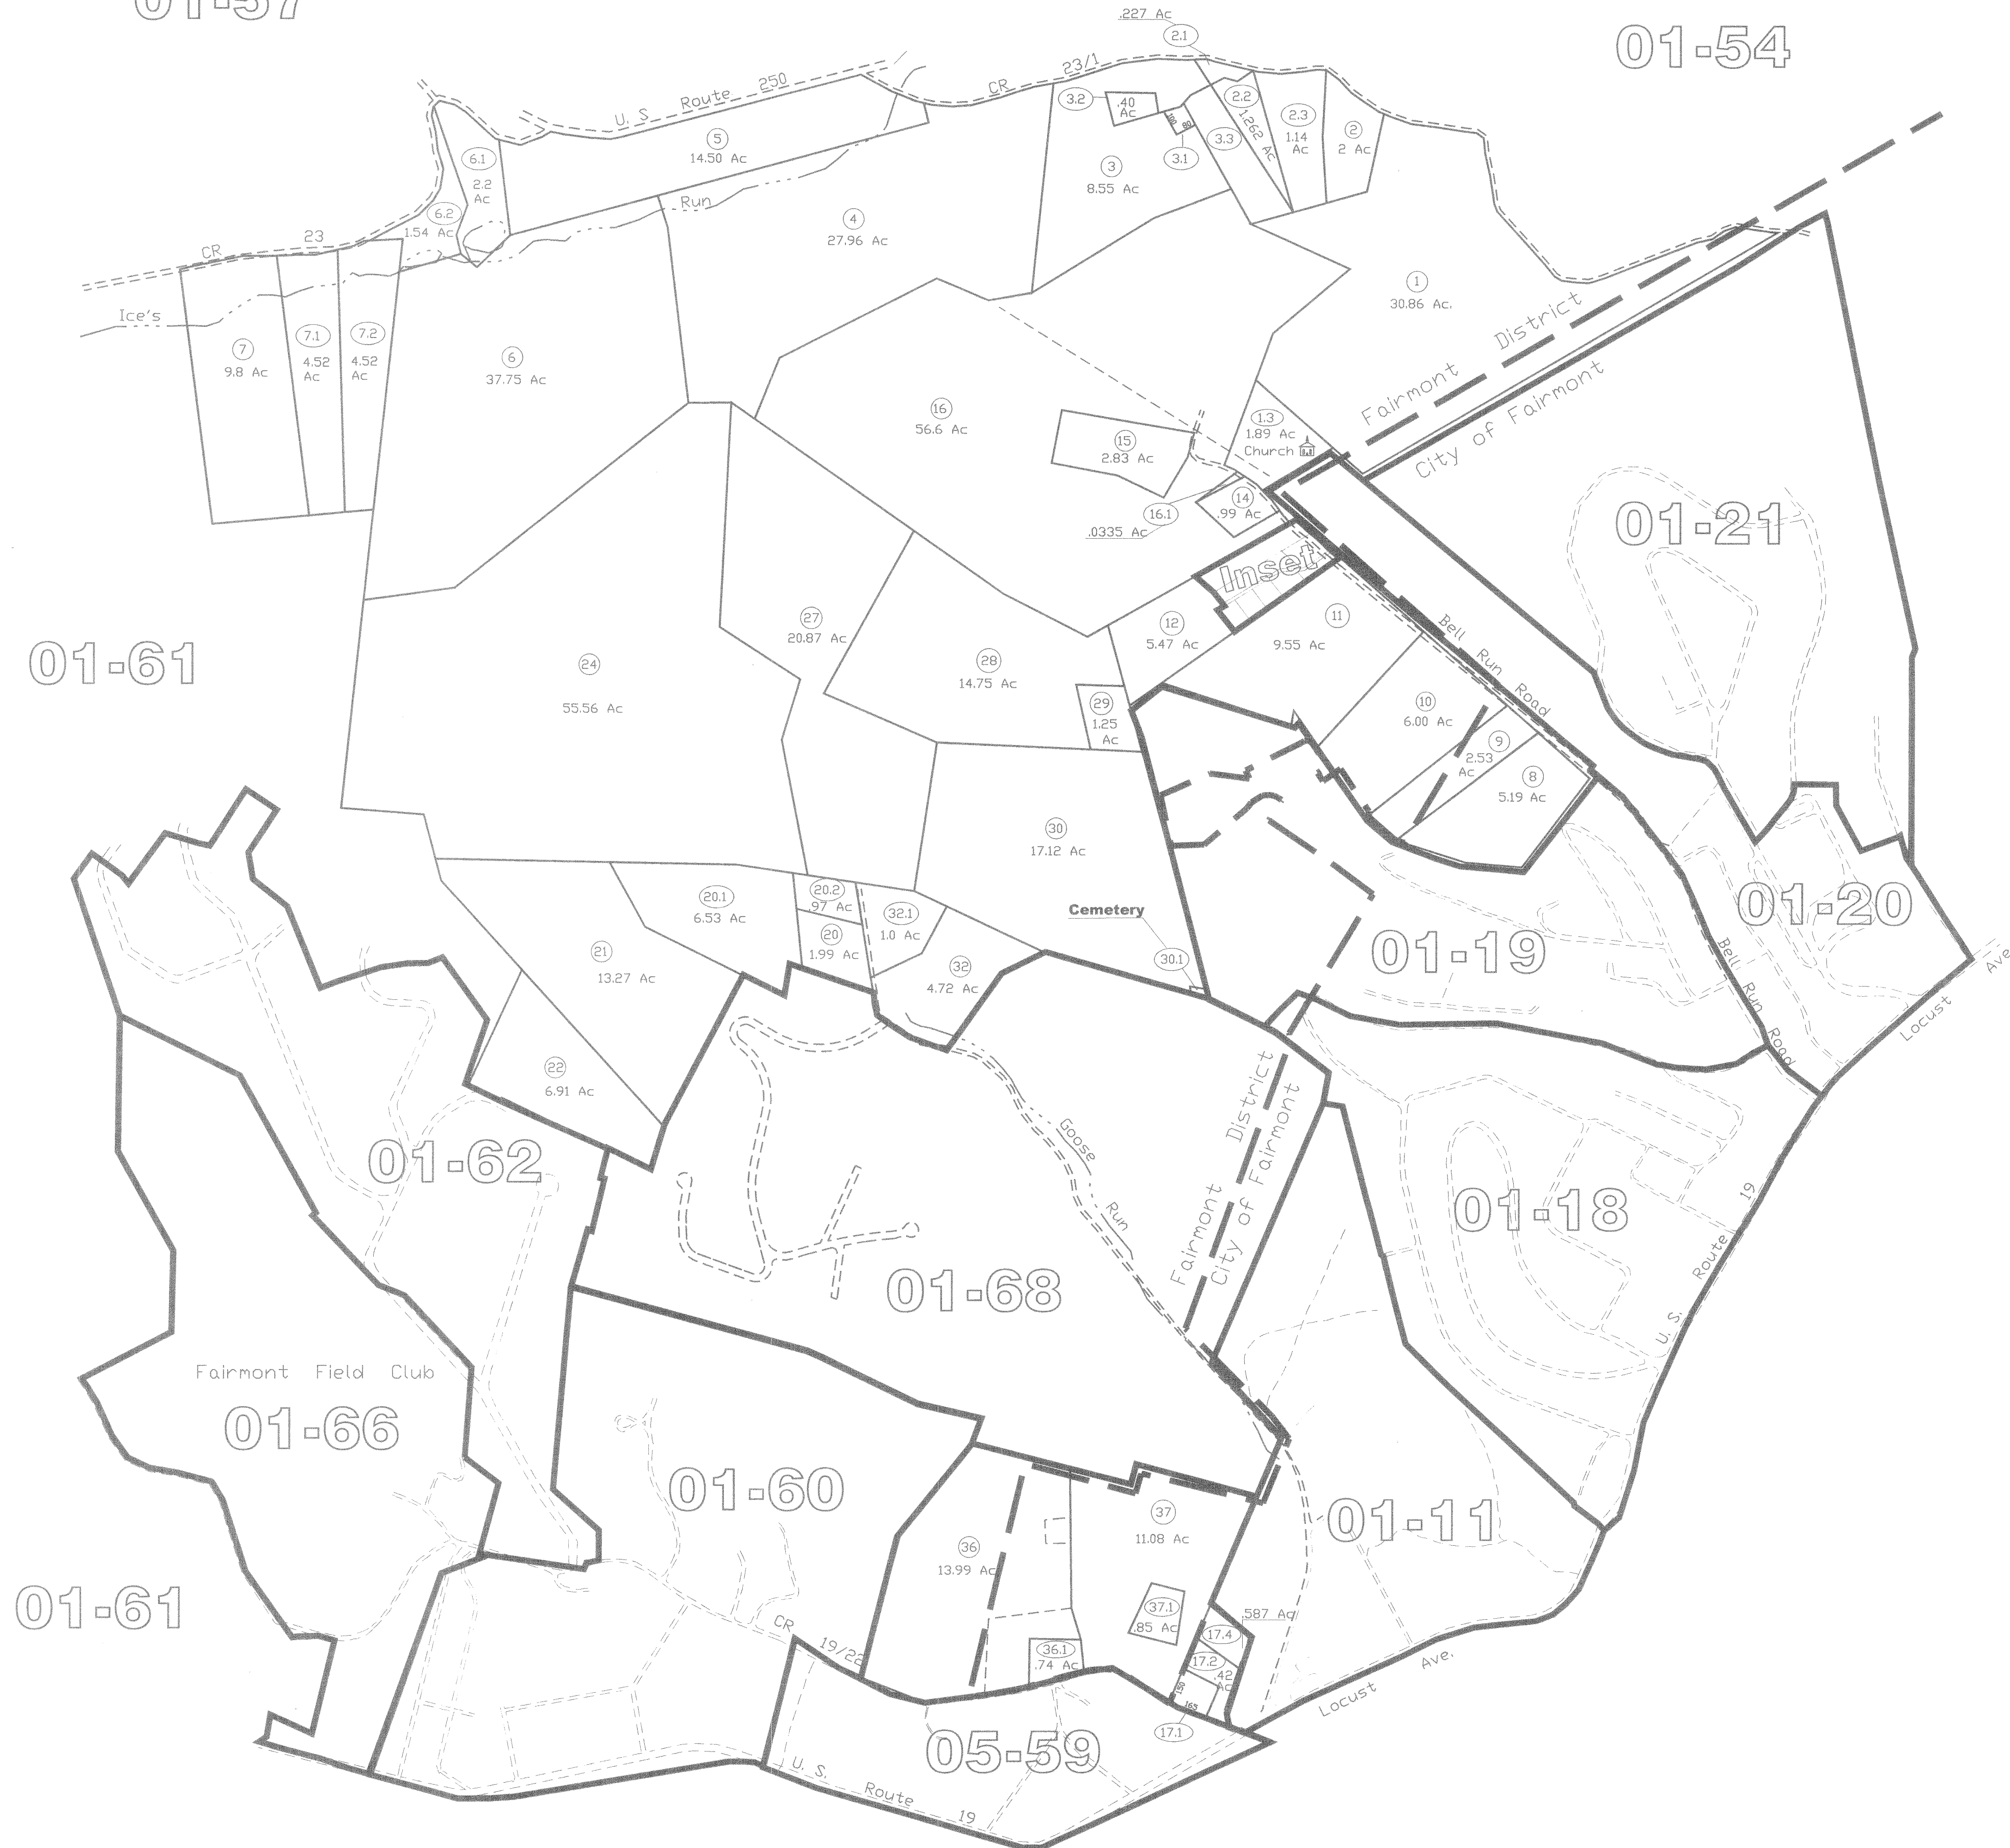 01-57
.227 Ac
2.1
01-54
U. S. Route 250
CR 23/1
3.2
.40
Ac
2.2
1.262 Ac
2.3
1.14
Ac
2
2 Ac
5
14.50 Ac
100
80
3.3
3.1
3
8.55 Ac
6.1
2.2
Ac
6.2
1.54 Ac
Run
4
27.96 Ac
CR 23
Ice's
7
9.8 Ac
7.1
4.52
Ac
7.2
4.52
Ac
6
37.75 Ac
1
30.86 Ac.
Fairmont District
City of Fairmont
16
56.6 Ac
15
2.83 Ac
1.3
1.89 Ac
Church
14
.99 Ac
16.1
.0335 Ac
01-21
Inset
11
9.55 Ac
12
5.47 Ac
Bell Run Road
01-61
24
55.56 Ac
27
20.87 Ac
28
14.75 Ac
29
1.25
Ac
10
6.00 Ac
9
2.53
Ac
8
5.19 Ac
30
17.12 Ac
Cemetery
30.1
20.1
6.53 Ac
20.2
.97 Ac
20
1.99 Ac
32.1
1.0 Ac
32
4.72 Ac
21
13.27 Ac
22
6.91 Ac
01-19
01-20
Bell Run Road
Locust Ave
01-62
Goose Run
Fairmont District
City of Fairmont
01-18
U. S. Route 19
01-68
Fairmont Field Club
01-66
01-60
01-11
36
13.99 Ac
37
11.08 Ac
37.1
.85 Ac
36.1
.74 Ac
.587 Ac
17.4
17.2
.42
Ac
150
165
17.1
01-61
CR 19/22
Locust Ave.
05-59
U. S. Route 19